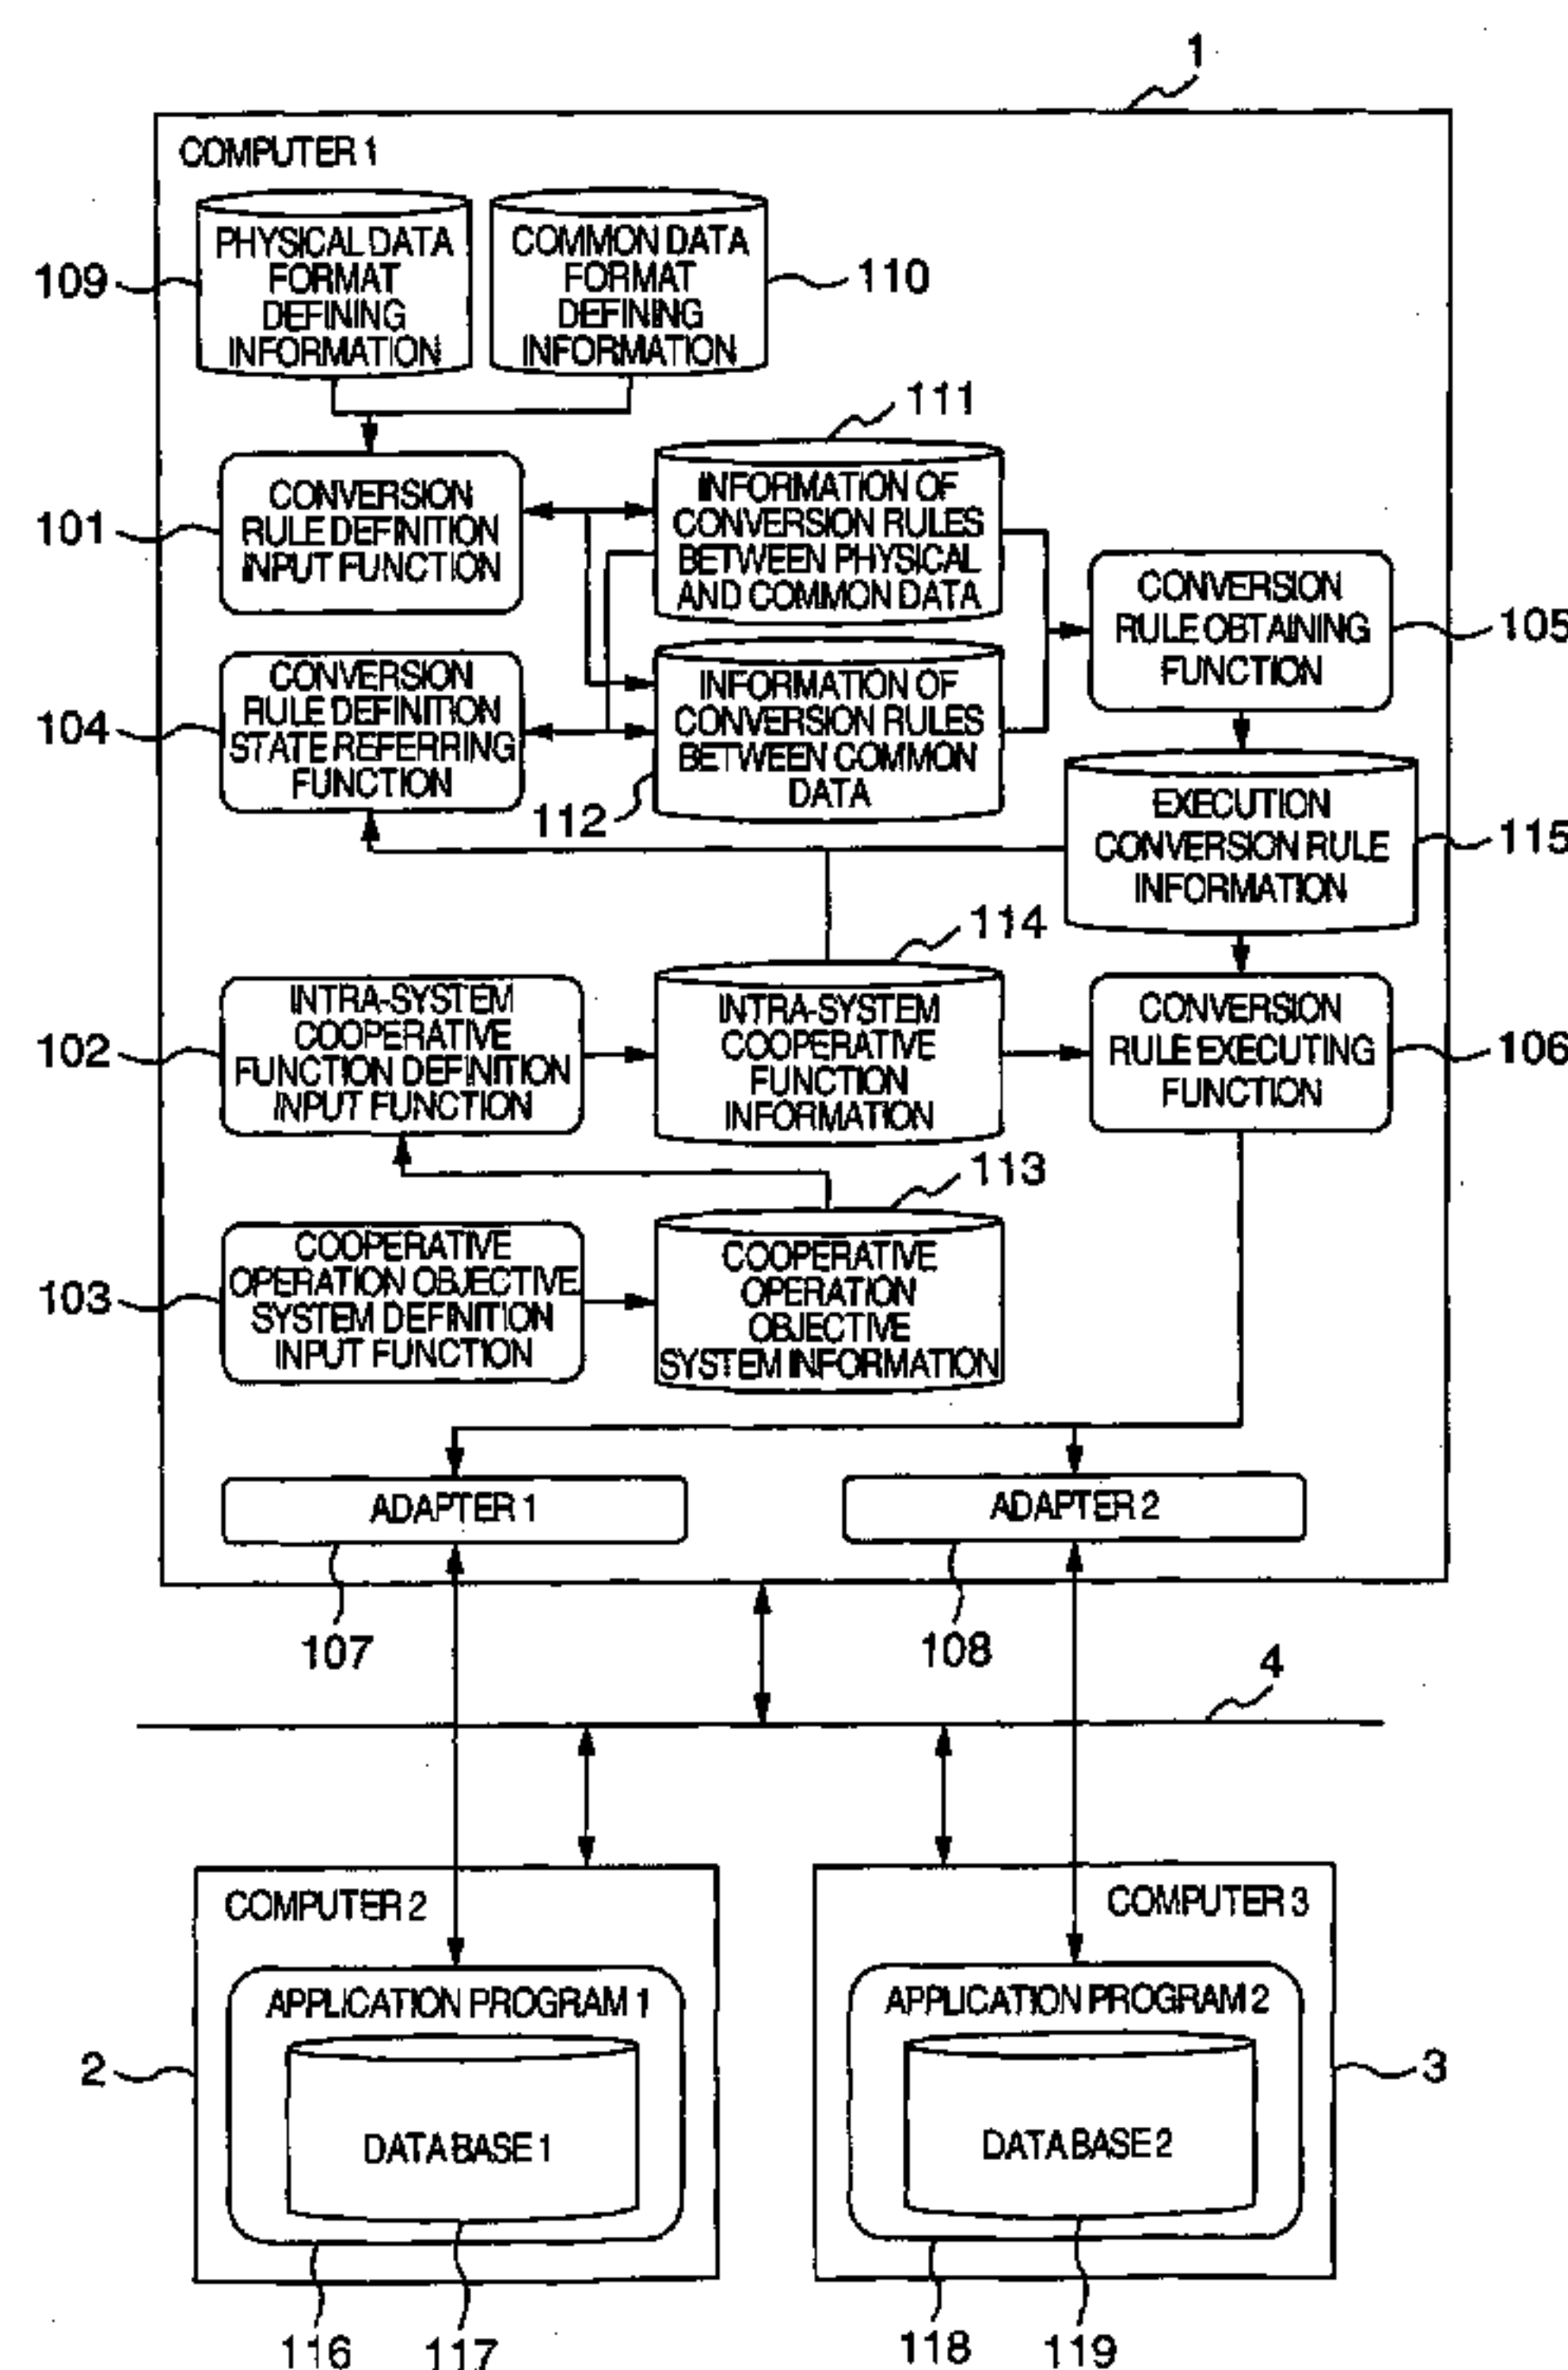 1
COMPUTER 1
PHYSICAL DATA
FORMAT
DEFINING
INFORMATION
109
COMMON DATA
FORMAT
DEFINING
INFORMATION
110
111
CONVERSION
RULE DEFINITION
INPUT FUNCTION
101
INFORMATION OF
CONVERSION RULES
BETWEEN PHYSICAL
AND COMMON DATA
CONVERSION
RULE OBTAINING
FUNCTION
105
CONVERSION
RULE DEFINITION
STATE REFERRING
FUNCTION
104
INFORMATION OF
CONVERSION RULES
BETWEEN COMMON
DATA
112
EXECUTION
CONVERSION RULE
INFORMATION
115
114
INTRA-SYSTEM
COOPERATIVE
FUNCTION DEFINITION
INPUT FUNCTION
102
INTRA-SYSTEM
COOPERATIVE
FUNCTION
INFORMATION
CONVERSION
RULE EXECUTING
FUNCTION
106
113
COOPERATIVE
OPERATION OBJECTIVE
SYSTEM DEFINITION
INPUT FUNCTION
103
COOPERATIVE
OPERATION
OBJECTIVE
SYSTEM INFORMATION
ADAPTER 1
ADAPTER 2
107
108
4
COMPUTER 2
COMPUTER 3
APPLICATION PROGRAM 1
APPLICATION PROGRAM 2
2
3
DATA BASE 1
DATA BASE 2
116
117
118
119